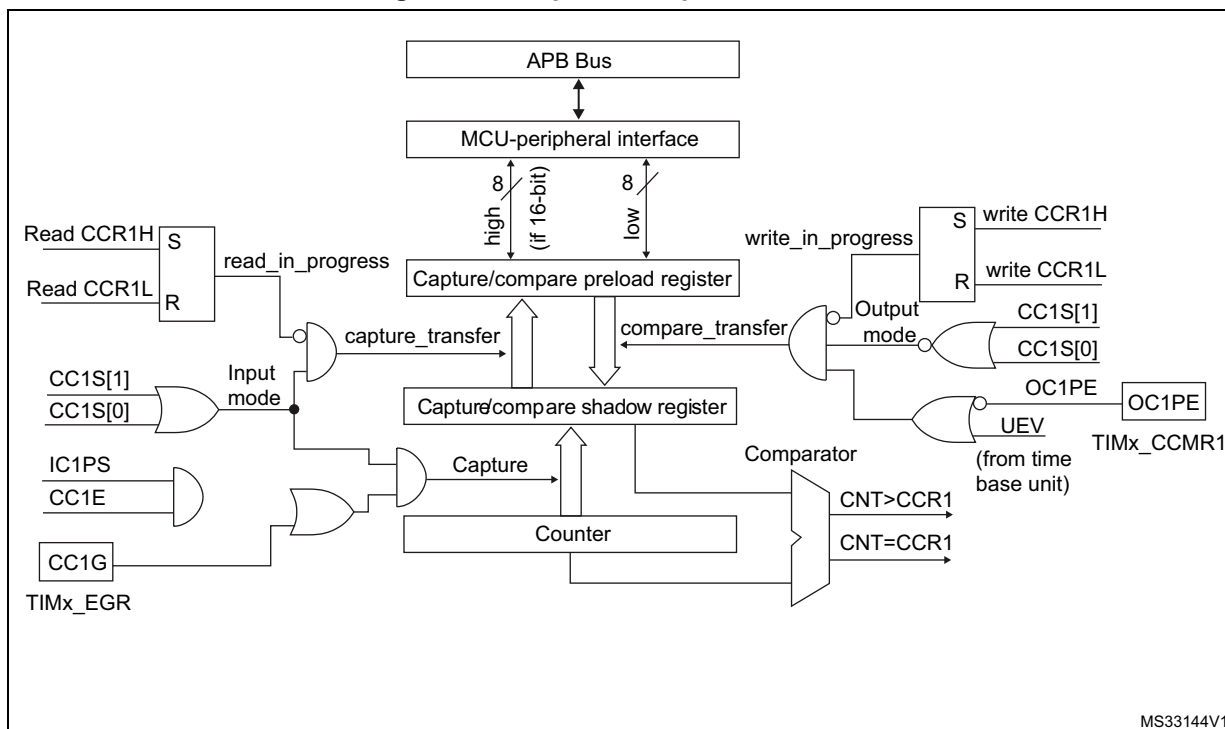 APB Bus
MCU-peripheral interface
8
high
(if 16-bit)
8
low
Read CCR1H
S
read_in_progress
Read CCR1L
R
write_in_progress
S
write CCR1H
R
write CCR1L
Capture/compare preload register
capture_transfer
compare_transfer
Output
mode
CC1S[1]
CC1S[0]
CC1S[1]
CC1S[0]
Input
mode
Capture/compare shadow register
OC1PE
OC1PE
UEV
TIMx_CCMR1
(from time
base unit)
IC1PS
CC1E
Capture
Comparator
CNT>CCR1
Counter
CNT=CCR1
CC1G
TIMx_EGR
MS33144V1